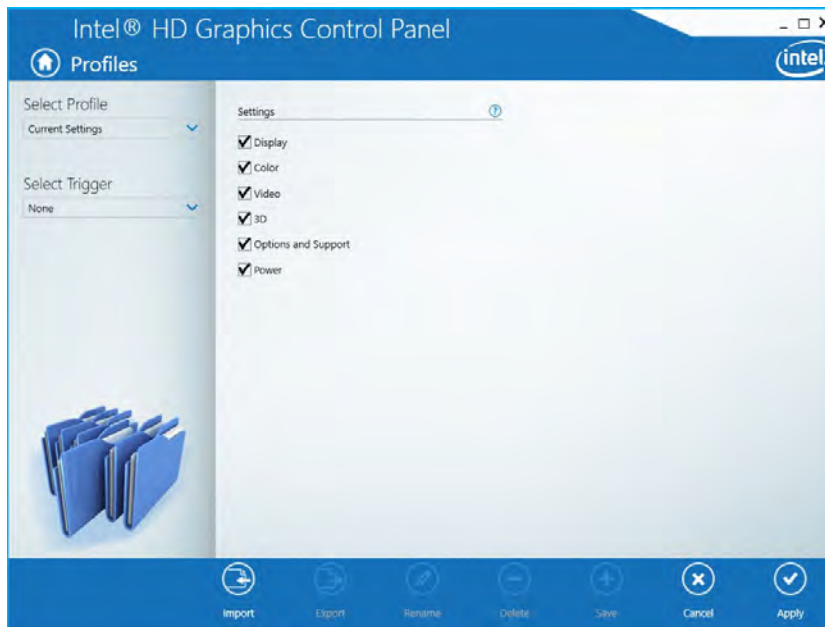 Intel® HD Graphics Control Panel
Profiles
intel
Select Profile
Current Settings
Select Trigger
None
Settings
?
Display
Color
Video
3D
Options and Support
Power
Import
Export
Rename
Delete
Save
Cancel
Apply